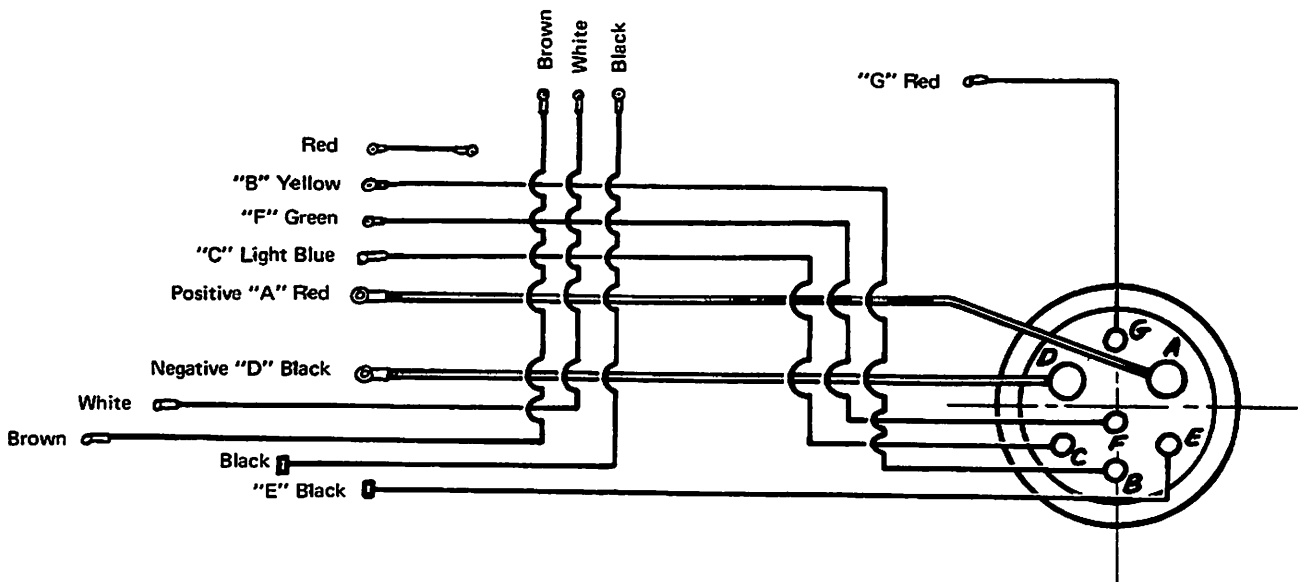 Brown
White
Black
"G" Red
Red
"B" Yellow
"F" Green
"C" Light Blue
Positive "A" Red
Negative "D" Black
White
Brown
Black
"E" Black
G
A
D
F
E
C
B